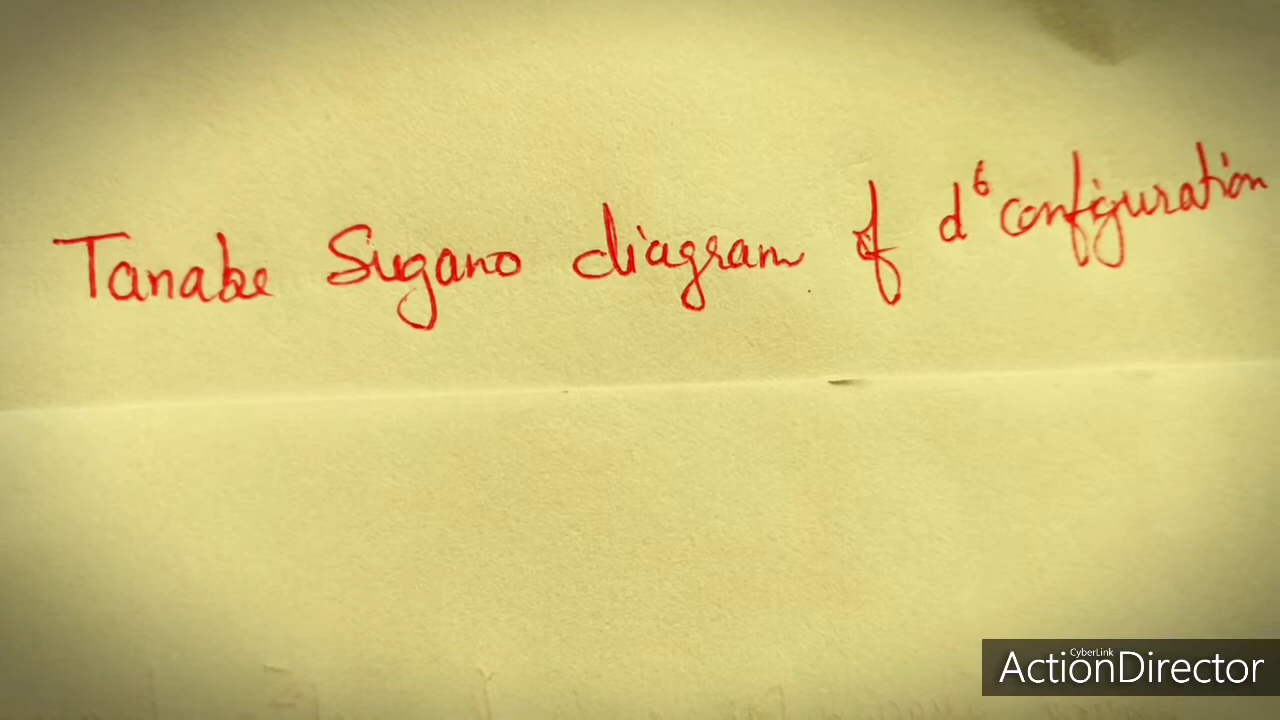 Tanabe Sugano diagram of d⁶ configuration
CyberLink
ActionDirector